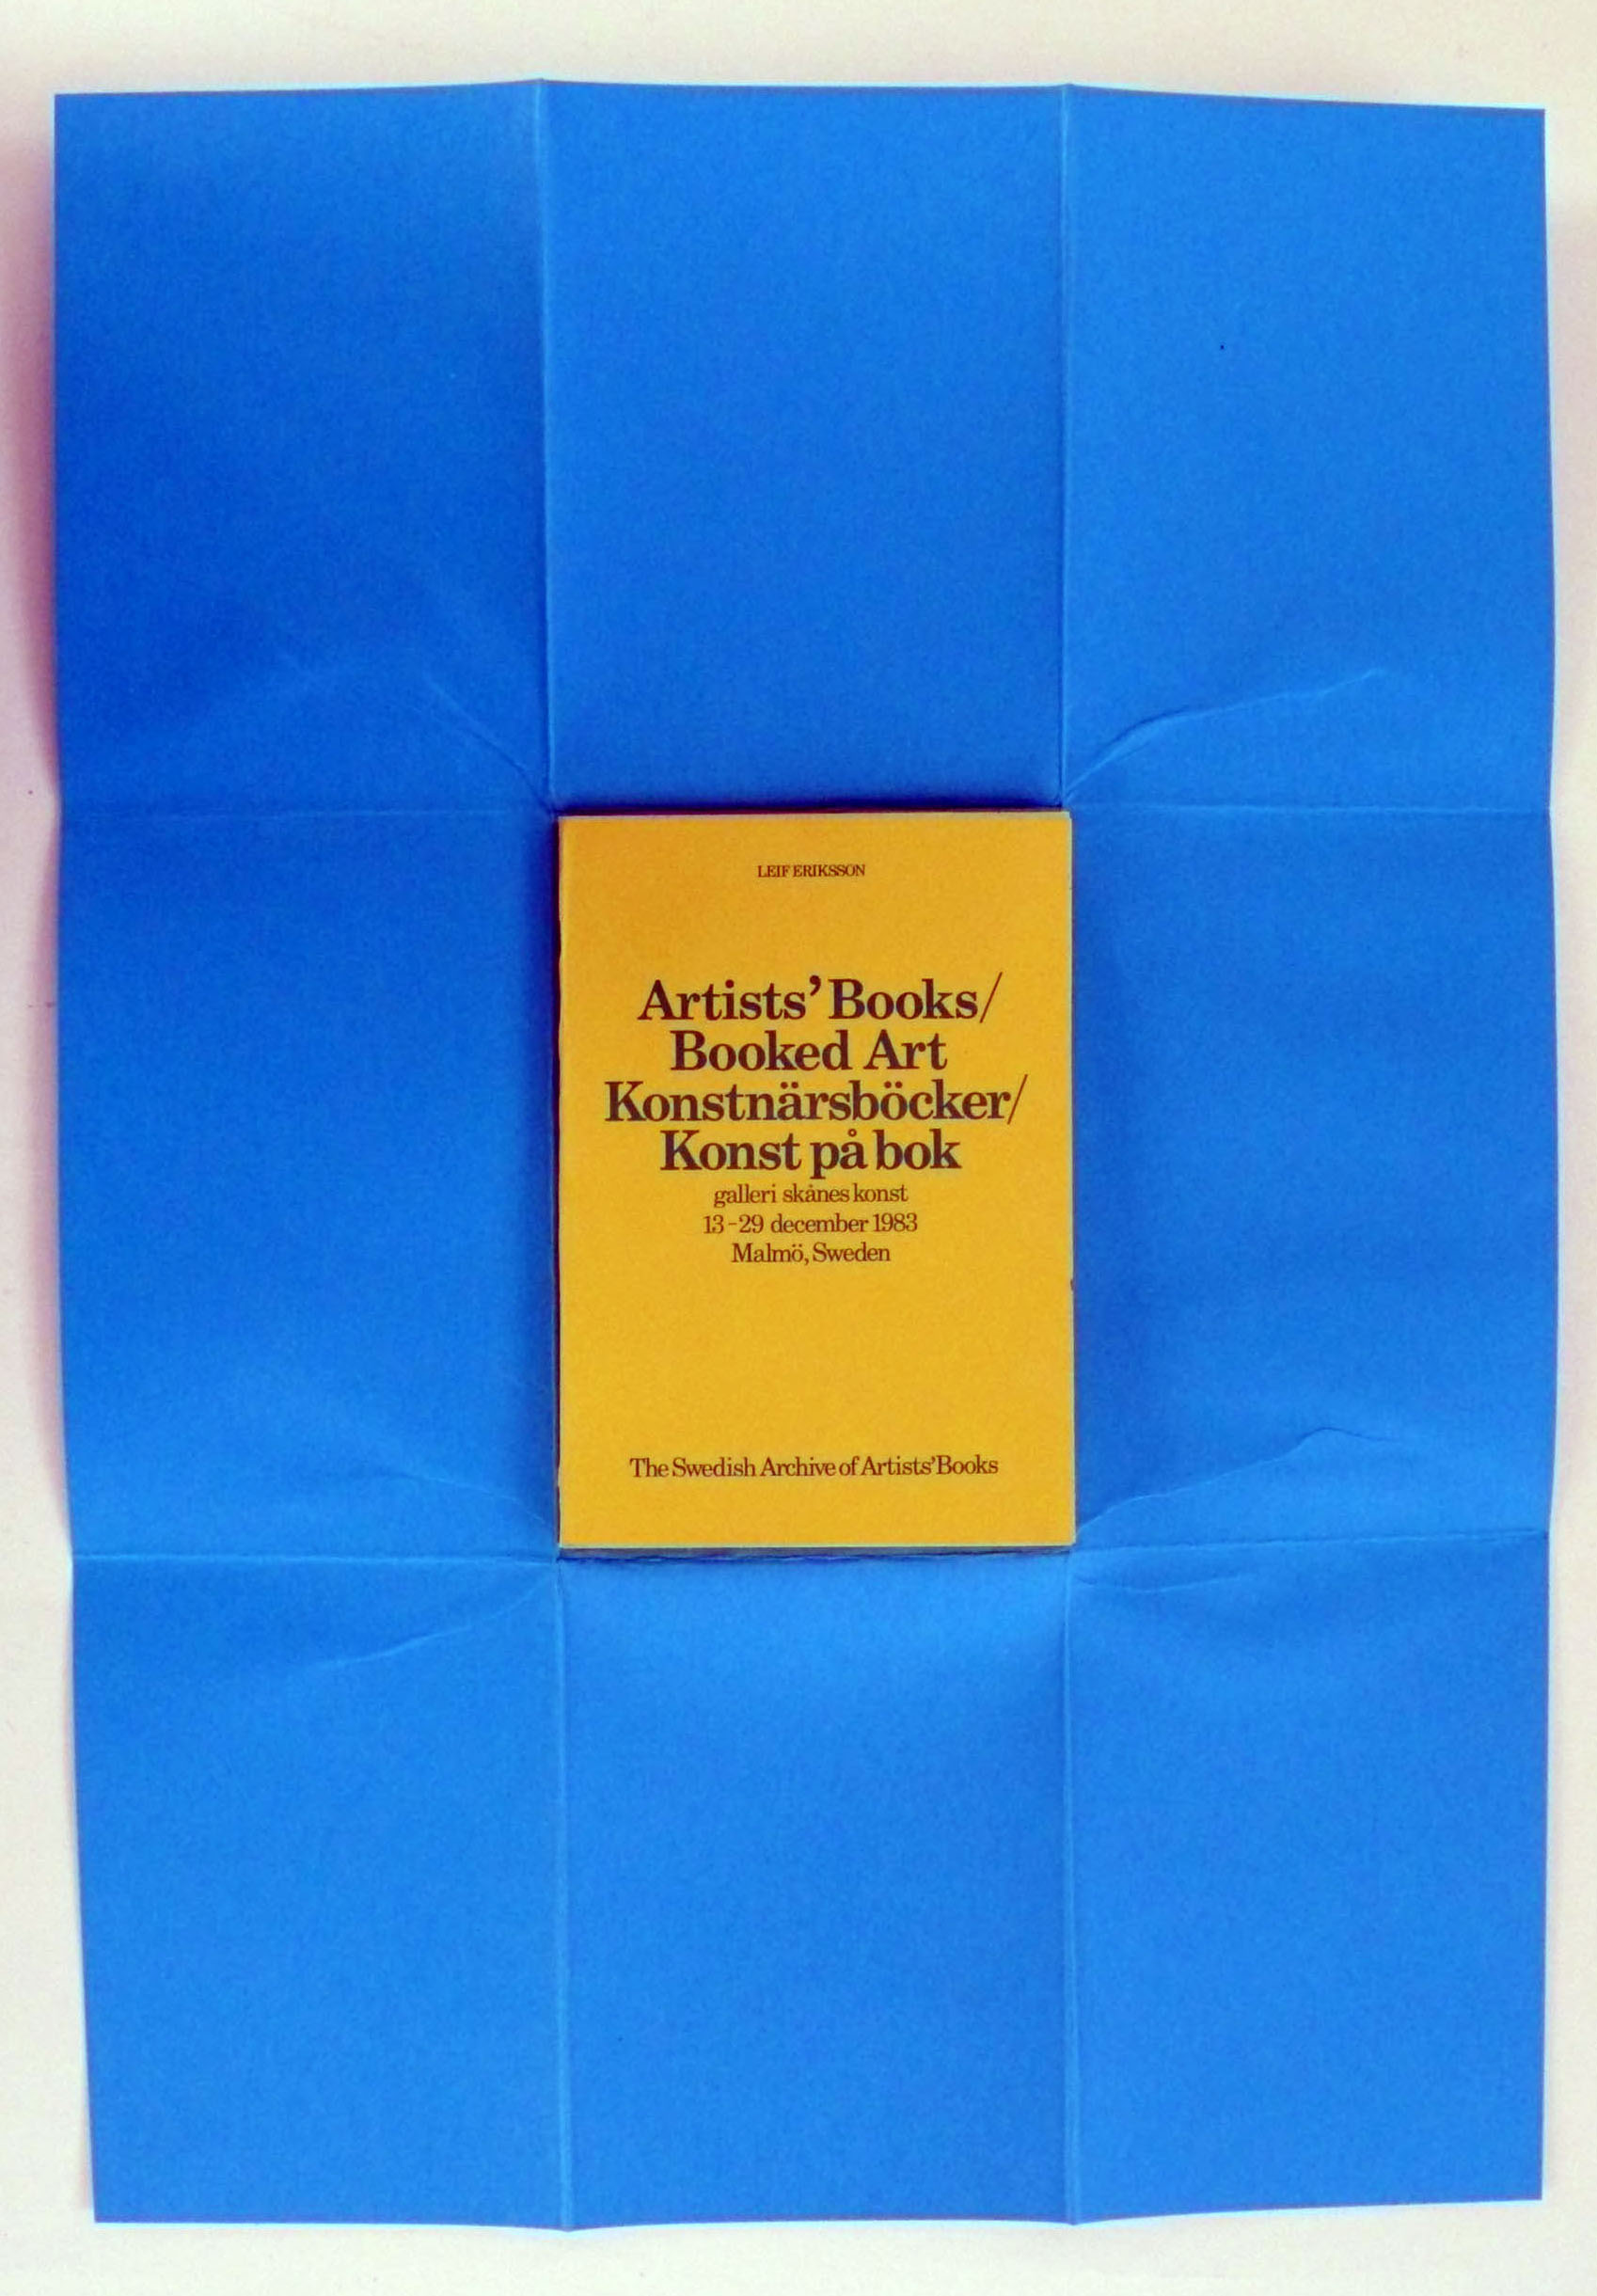 LEIF ERIKSSON
Artists' Books/
Booked Art
Konstnärsböcker/
Konst på bok
galleri skånes konst
13-29 december 1983
Malmö, Sweden
The Swedish Archive of Artists' Books